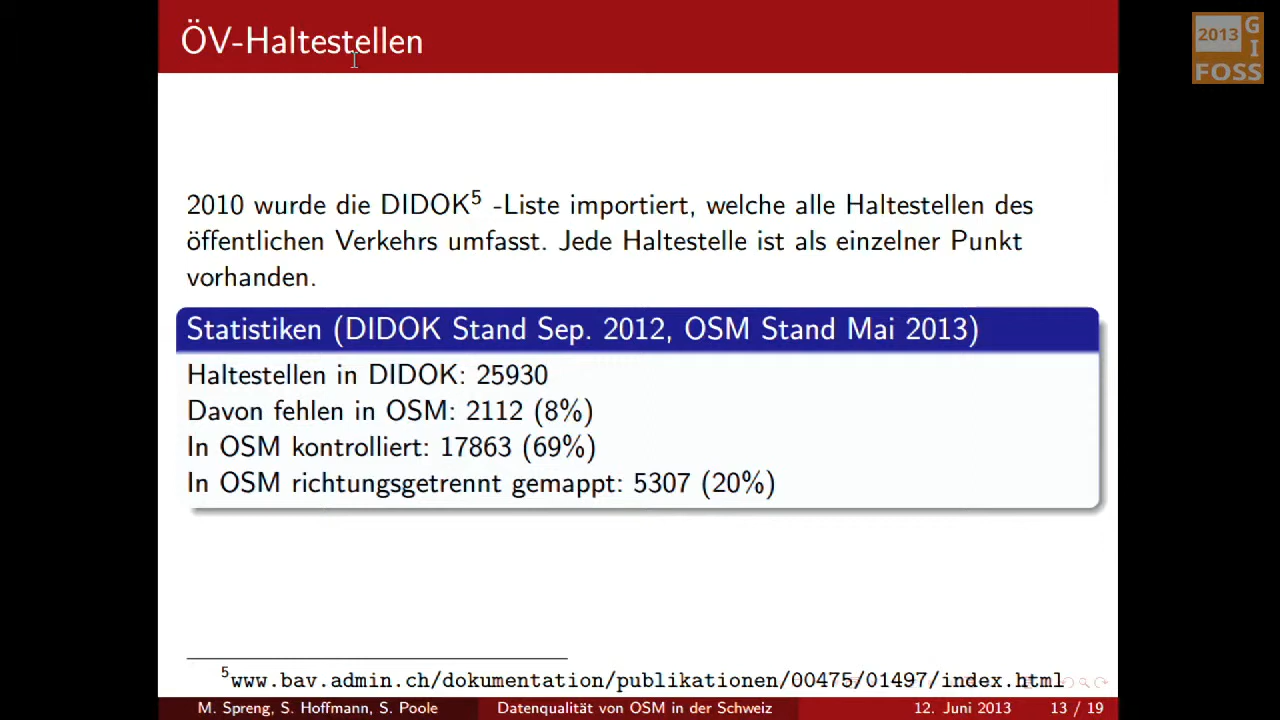 ÖV-Haltestellen
2013 G
I
FOSS
2010 wurde die DIDOK5 -Liste importiert, welche alle Haltestellen des
öffentlichen Verkehrs umfasst. Jede Haltestelle ist als einzelner Punkt
vorhanden.
Statistiken (DIDOK Stand Sep. 2012, OSM Stand Mai 2013)
Haltestellen in DIDOK: 25930
Davon fehlen in OSM: 2112 (8%)
In OSM kontrolliert: 17863 (69%)
In OSM richtungsgetrennt gemappt: 5307 (20%)
5www.bav.admin.ch/dokumentation/publikationen/00475/01497/index.html
M. Spreng, S. Hoffmann, S. Poole Datenqualität von OSM in der Schweiz 12. Juni 2013 13 / 19